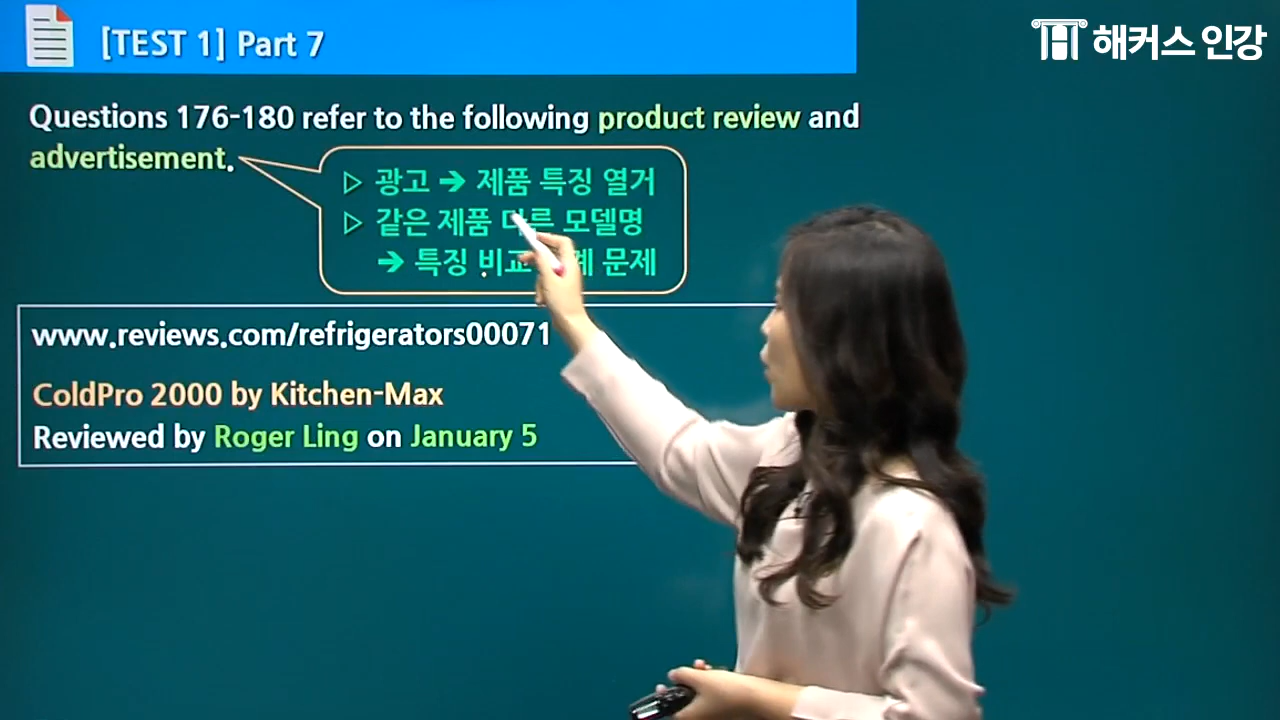 [TEST 1] Part 7
해커스 인강
Questions 176-180 refer to the following product review and
advertisement.
▷ 광고 → 제품 특징 열거
▷ 같은 제품 다른 모델명
→ 특징 비교 문제
www.reviews.com/refrigerators00071
ColdPro 2000 by Kitchen-Max
Reviewed by Roger Ling on January 5